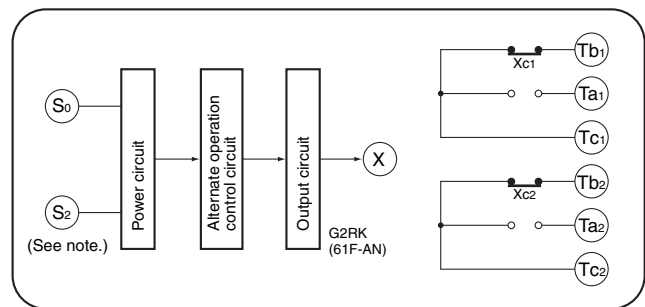 S0
S2
(See note.)
Power circuit
Alternate operation
control circuit
Output circuit
X
G2RK
(61F-AN)
Tb1
Xc1
Ta1
Tc1
Tb2
Xc2
Ta2
Tc2